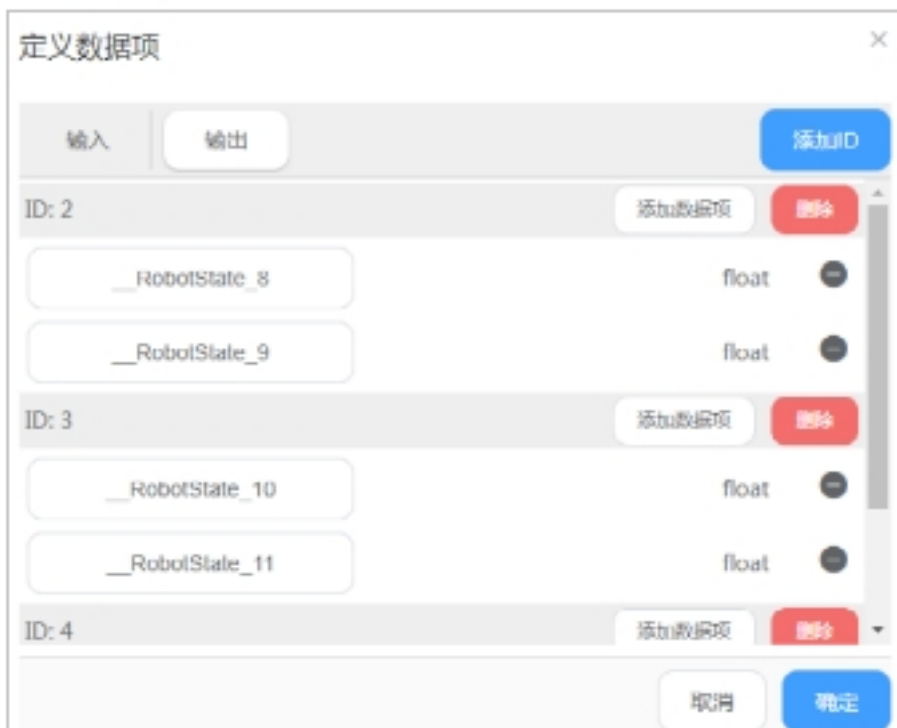 定义数据项 ×
输入 输出 添加ID
ID: 2 添加数据项 删除
__RobotState_8 float
__RobotState_9 float
ID: 3 添加数据项 删除
__RobotState_10 float
__RobotState_11 float
ID: 4 添加数据项 删除
取消 确定